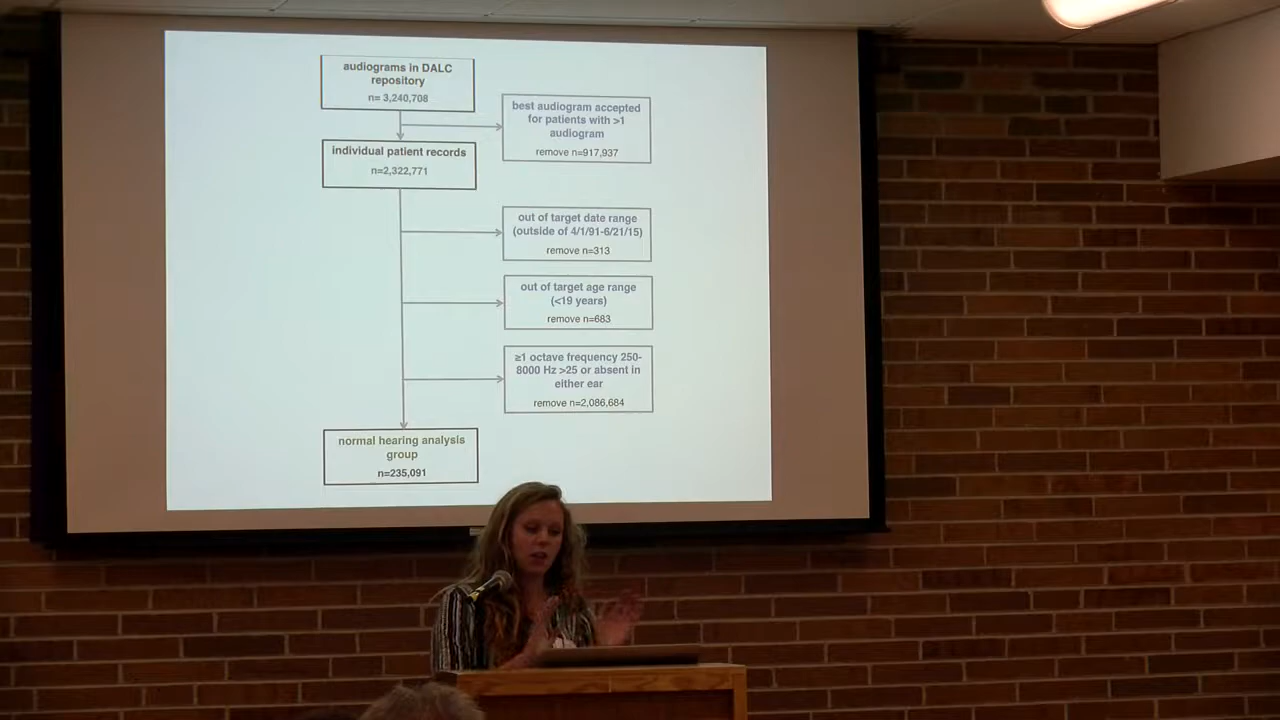 audiograms in DALC
repository
n= 3,240,708
best audiogram accepted
for patients with >1
audiogram
remove n=917,937
individual patient records
n=2,322,771
out of target date range
(outside of 4/1/91-6/21/15)
remove n=313
out of target age range
(<19 years)
remove n=683
≥1 octave frequency 250-
8000 Hz >25 or absent in
either ear
remove n=2,086,684
normal hearing analysis
group
n=235,091